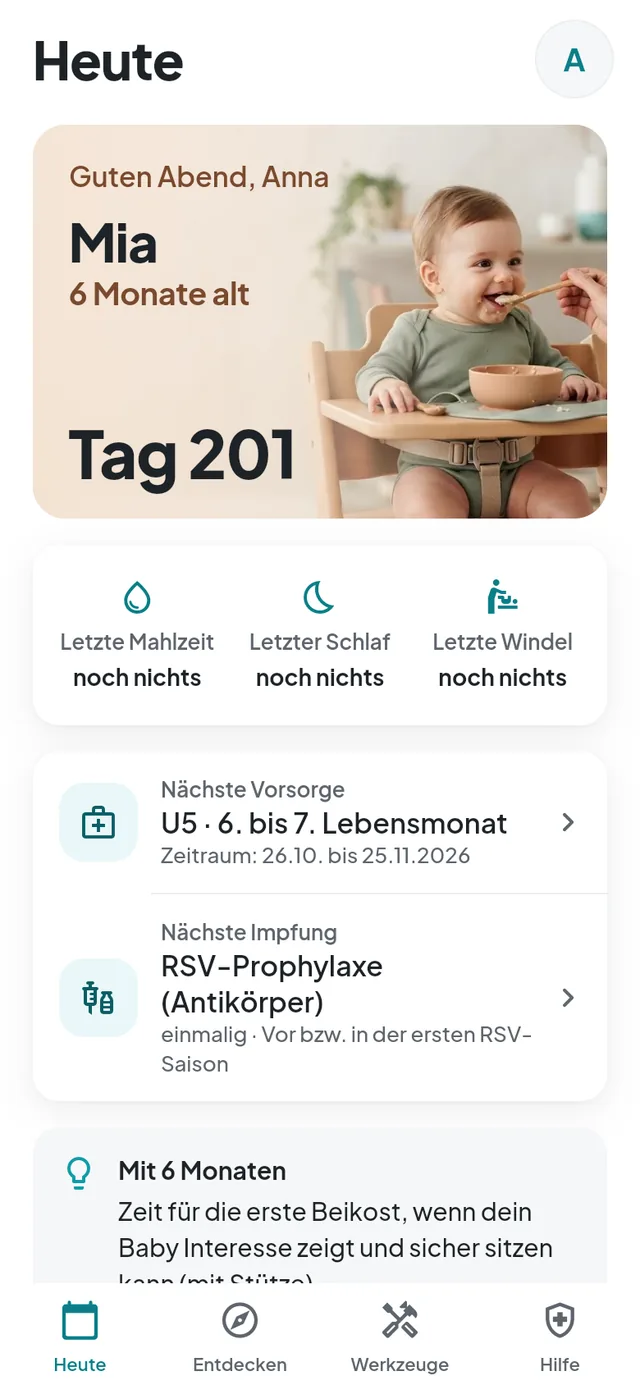 Heute
A
Guten Abend, Anna
Mia
6 Monate alt
Tag 201
Letzte Mahlzeit
noch nichts
Letzter Schlaf
noch nichts
Letzte Windel
noch nichts
Nächste Vorsorge
U5 · 6. bis 7. Lebensmonat
Zeitraum: 26.10. bis 25.11.2026
Nächste Impfung
RSV-Prophylaxe
(Antikörper)
einmalig · Vor bzw. in der ersten RSV-
Saison
Mit 6 Monaten
Zeit für die erste Beikost, wenn dein
Baby Interesse zeigt und sicher sitzen
kann (mit Stütze)
Heute
Entdecken
Werkzeuge
Hilfe